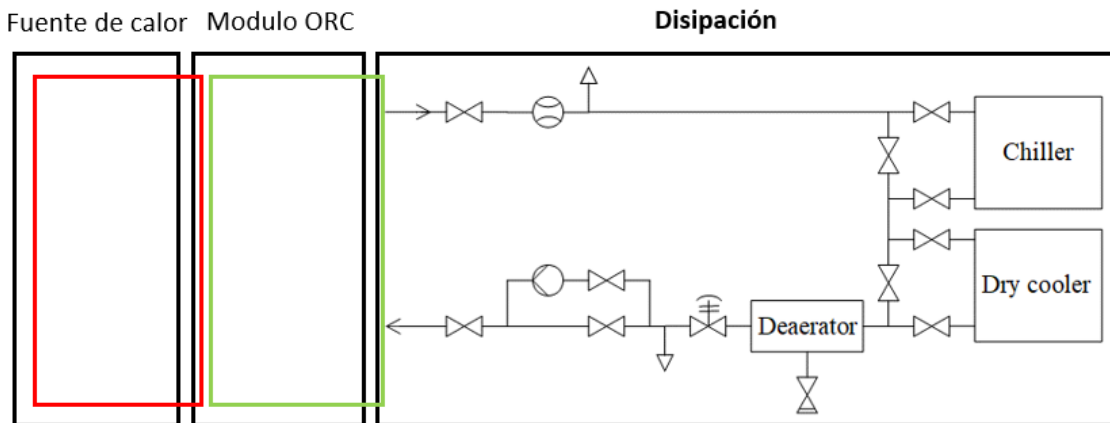 Fuente de calor
Modulo ORC
Disipación
Chiller
Dry cooler
Deaerator